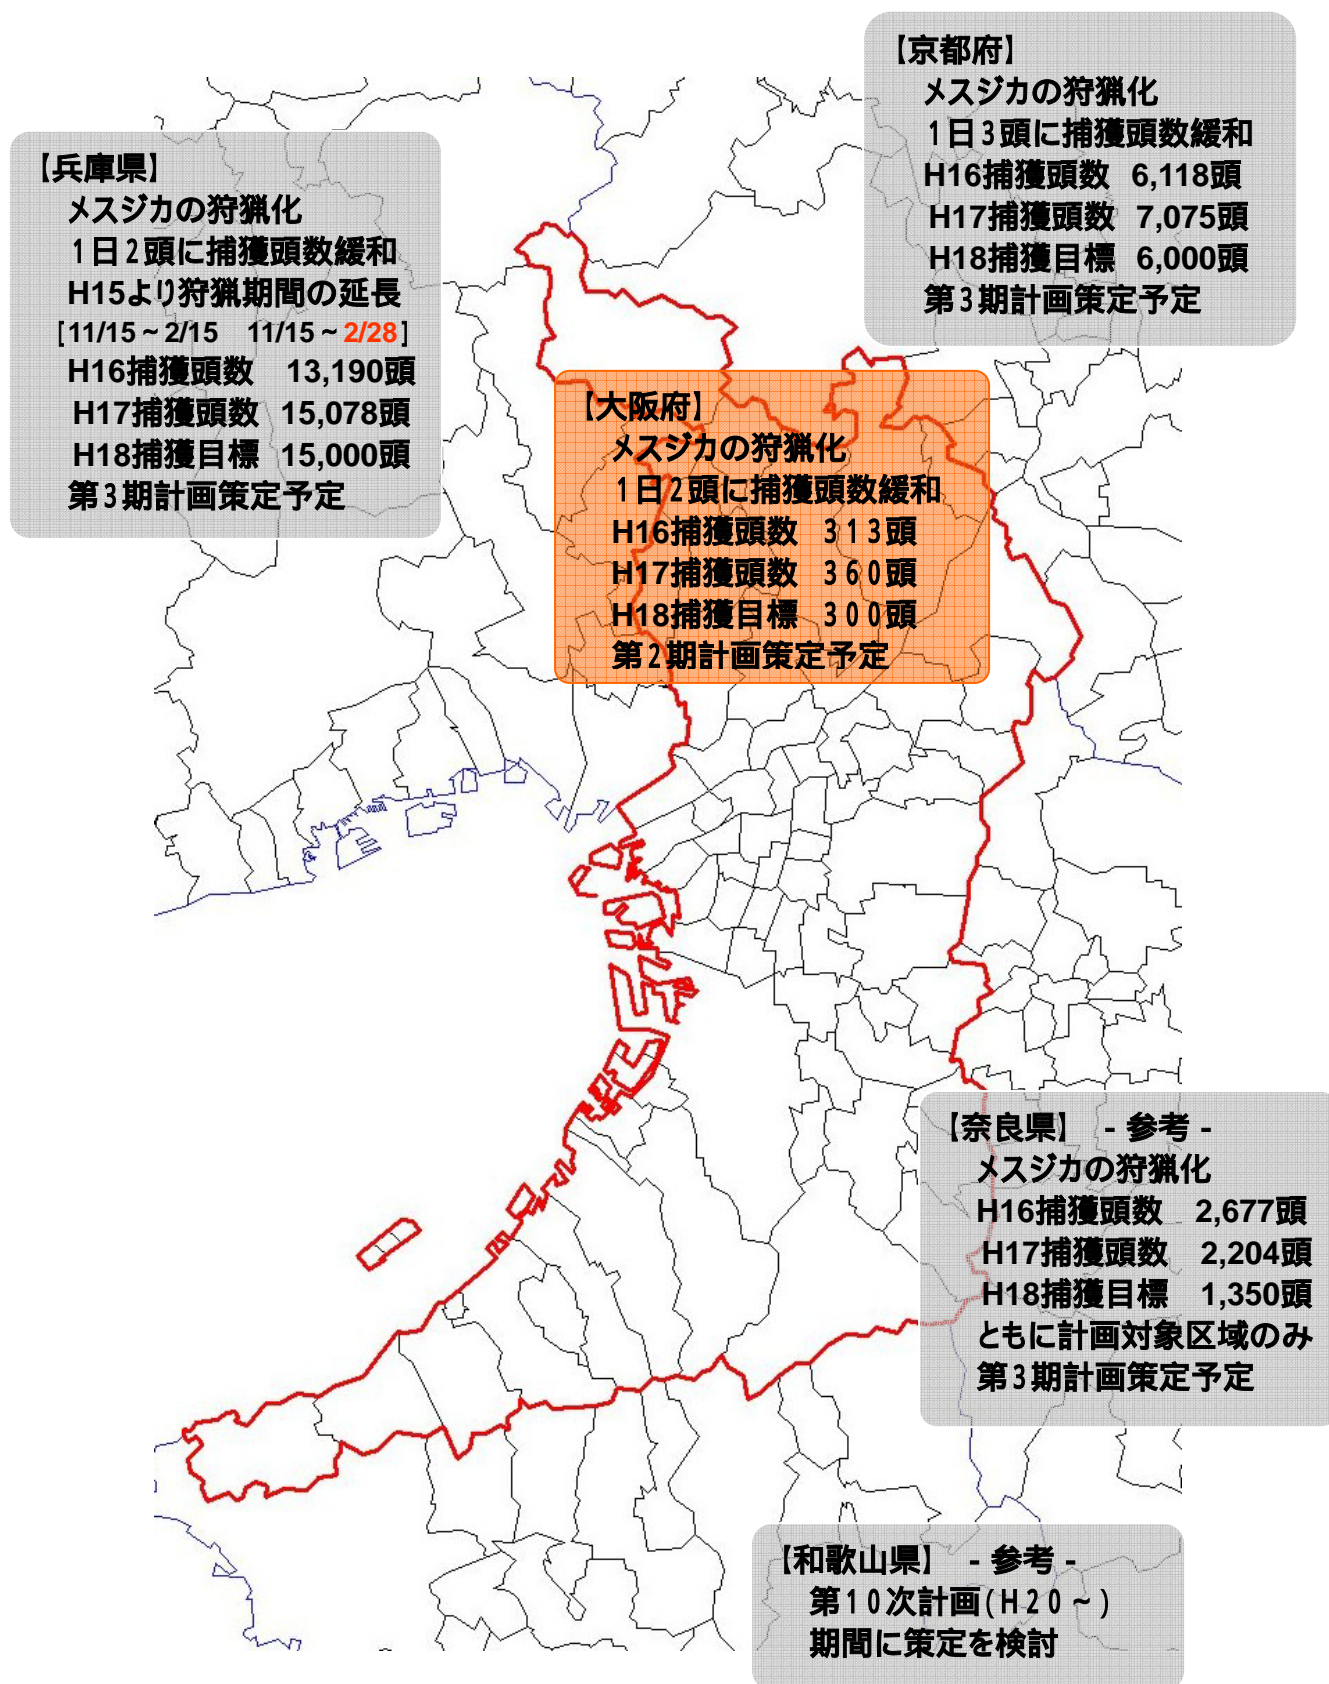 【京都府】
メスジカの狩猟化
1日3頭に捕獲頭数緩和
H16捕獲頭数 6,118頭
H17捕獲頭数 7,075頭
H18捕獲目標 6,000頭
第3期計画策定予定
【兵庫県】
メスジカの狩猟化
1日2頭に捕獲頭数緩和
H15より狩猟期間の延長
[11/15～2/15 11/15～2/28]
H16捕獲頭数 13,190頭
H17捕獲頭数 15,078頭
H18捕獲目標 15,000頭
第3期計画策定予定
【大阪府】
メスジカの狩猟化
1日2頭に捕獲頭数緩和
H16捕獲頭数 313頭
H17捕獲頭数 360頭
H18捕獲目標 300頭
第2期計画策定予定
【奈良県】 - 参考 -
メスジカの狩猟化
H16捕獲頭数 2,677頭
H17捕獲頭数 2,204頭
H18捕獲目標 1,350頭
ともに計画対象区域のみ
第3期計画策定予定
【和歌山県】 - 参考 -
第10次計画(H20～)
期間に策定を検討